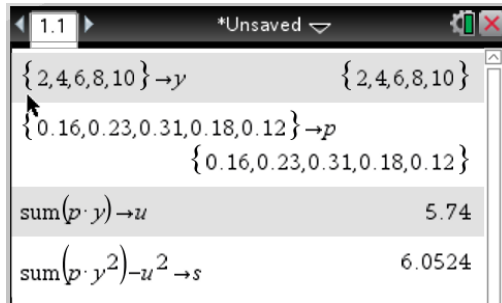 1.1 *Unsaved
{2,4,6,8,10}→y {2,4,6,8,10}
{0.16,0.23,0.31,0.18,0.12}→p
{0.16,0.23,0.31,0.18,0.12}
sum(p·y)→u 5.74
sum(p·y²)−u²→s 6.0524